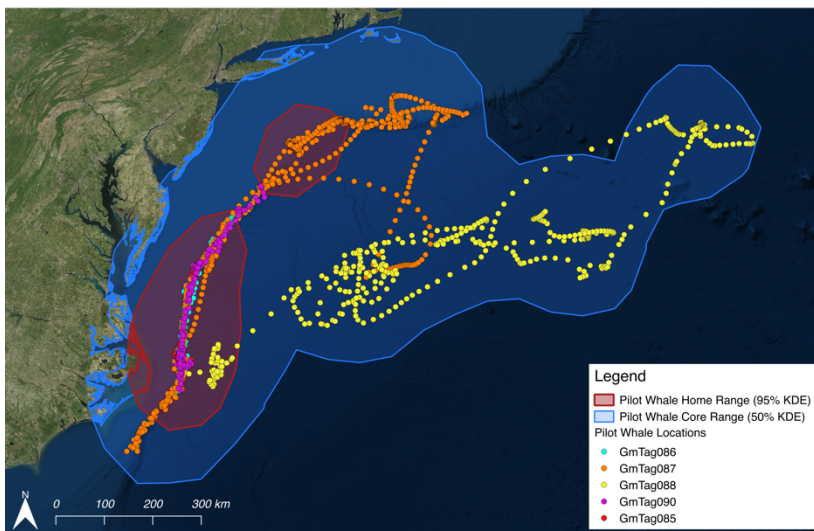 Legend
Pilot Whale Home Range (95% KDE)
Pilot Whale Core Range (50% KDE)
Pilot Whale Locations
GmTag086
GmTag087
GmTag088
GmTag090
GmTag085
N
0 100 200 300 km